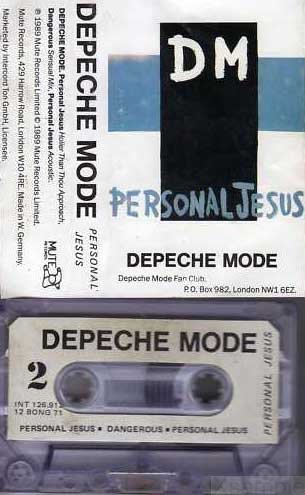 Marketed by Intercord Ton GmbH, Licensee.
Mute Records, 429 Harrow Road, London W10 4RE. Made in W. Germany.
℗ 1989 Mute Records Limited © 1989 Mute Records Limited.
Dangerous Sensual Mix, Personal Jesus Acoustic.
DEPECHE MODE, Personal Jesus Holier Than Thou Approach,
MUTE
DEPECHE MODE
PERSONAL
JESUS
DM
PERSONAL JESUS
DEPECHE MODE
Depeche Mode Fan Club,
P.O. Box 982, London NW1 6EZ.
DEPECHE MODE
2
INT 126.912
12 BONG 71
PERSONAL JESUS • DANGEROUS • PERSONAL JESUS
PERSONAL JESUS